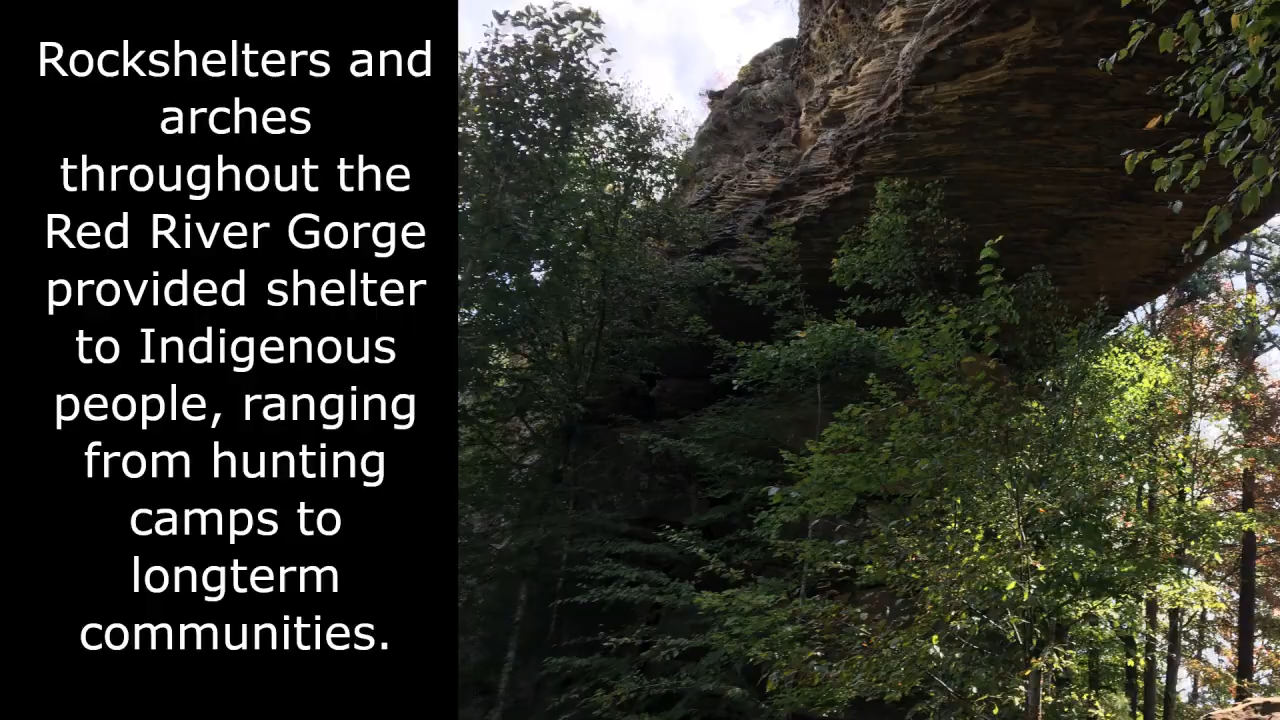 Rockshelters and
arches
throughout the
Red River Gorge
provided shelter
to Indigenous
people, ranging
from hunting
camps to
longterm
communities.